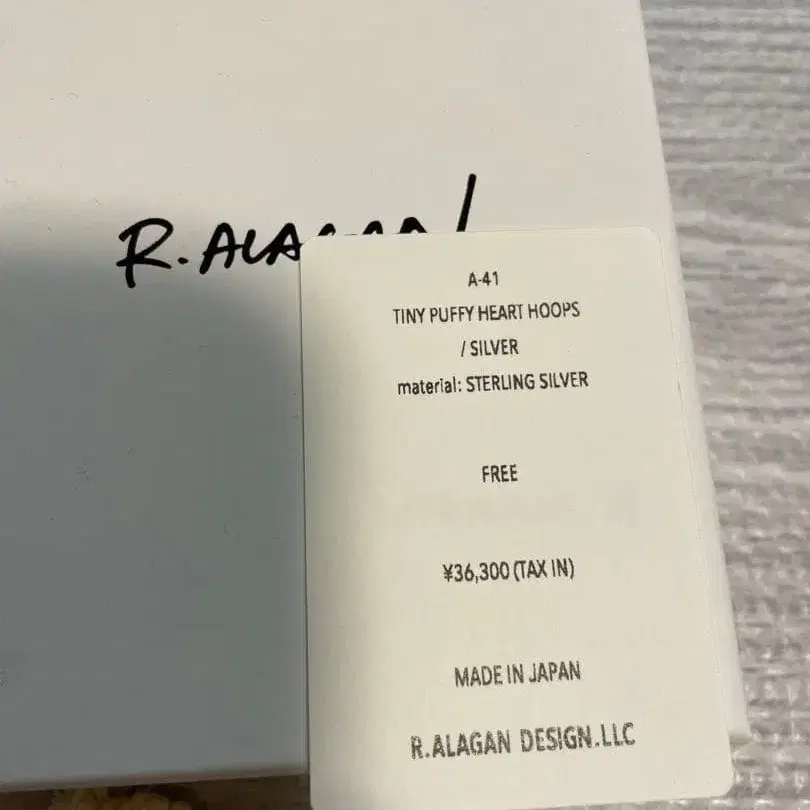 R. ALAGAN
A-41
TINY PUFFY HEART HOOPS
/ SILVER
material: STERLING SILVER
FREE
¥36,300 (TAX IN)
MADE IN JAPAN
R.ALAGAN DESIGN.LLC